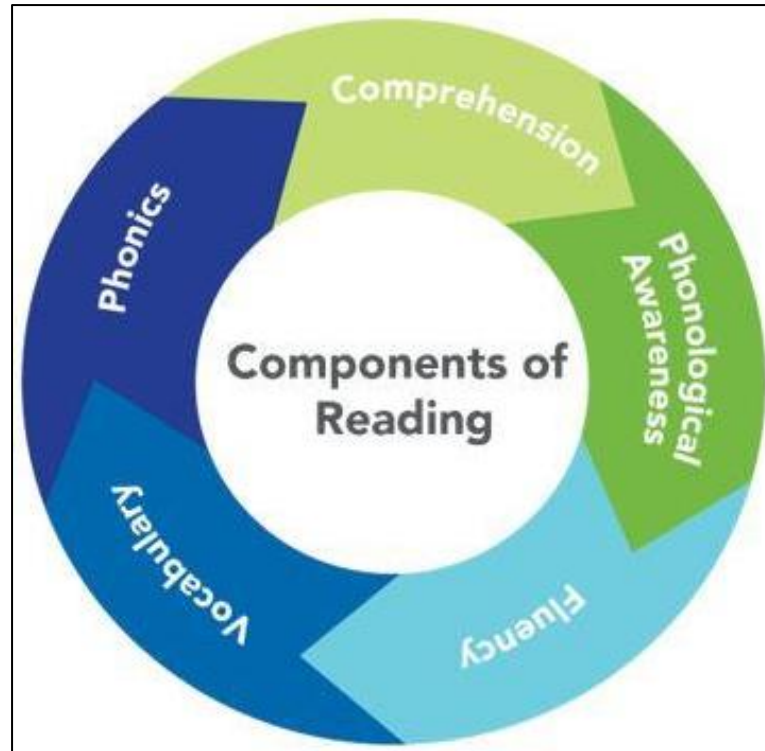 Comprehension
Phonological
Awareness
Fluency
Vocabulary
Phonics
Components of
Reading